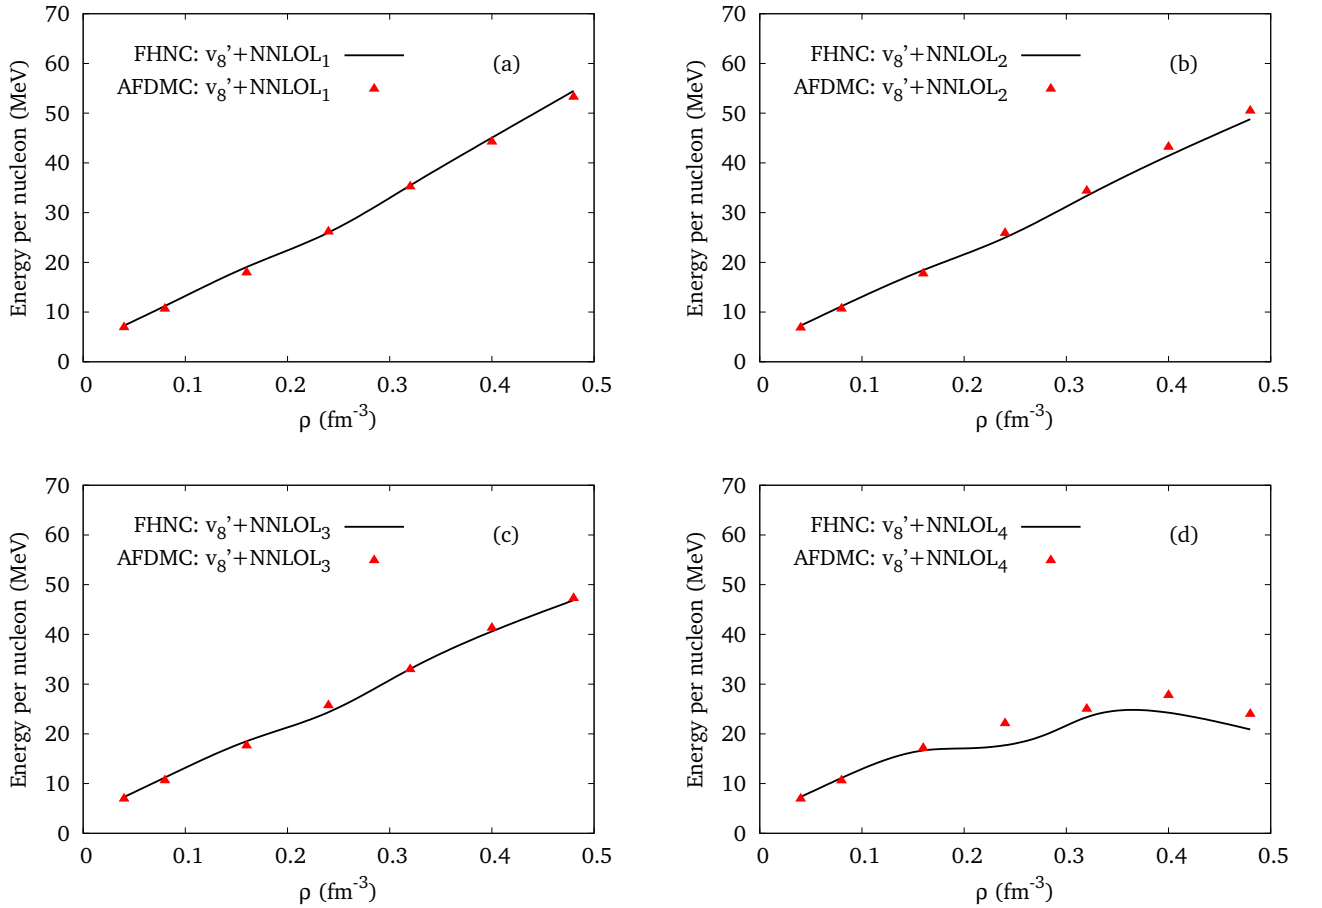 70
60
50
40
30
20
10
0
0 0.1 0.2 0.3 0.4 0.5
Energy per nucleon (MeV)
ρ (fm-3)
FHNC: v8’+NNLOL1
AFDMC: v8’+NNLOL1
(a)
70
60
50
40
30
20
10
0
0 0.1 0.2 0.3 0.4 0.5
Energy per nucleon (MeV)
ρ (fm-3)
FHNC: v8’+NNLOL2
AFDMC: v8’+NNLOL2
(b)
70
60
50
40
30
20
10
0
0 0.1 0.2 0.3 0.4 0.5
Energy per nucleon (MeV)
ρ (fm-3)
FHNC: v8’+NNLOL3
AFDMC: v8’+NNLOL3
(c)
70
60
50
40
30
20
10
0
0 0.1 0.2 0.3 0.4 0.5
Energy per nucleon (MeV)
ρ (fm-3)
FHNC: v8’+NNLOL4
AFDMC: v8’+NNLOL4
(d)